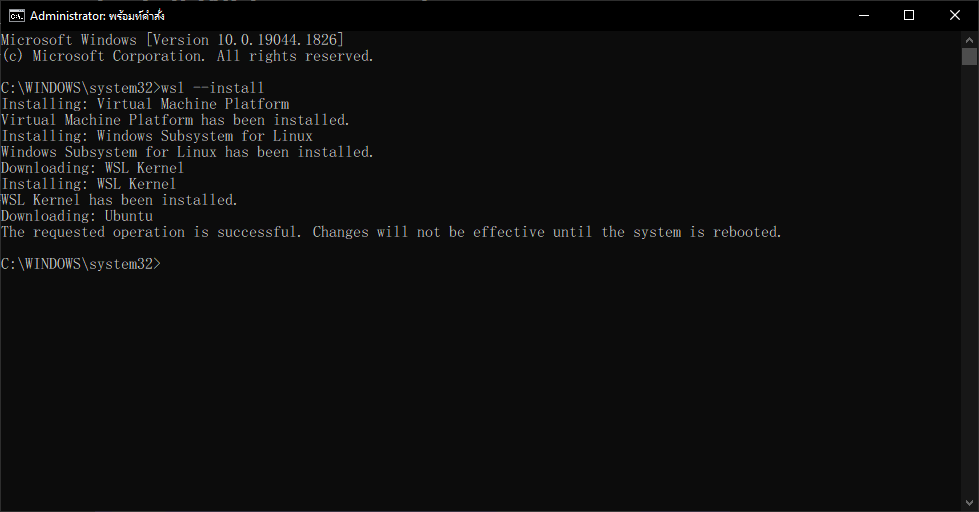 Administrator: พร้อมท์คำสั่ง
Microsoft Windows [Version 10.0.19044.1826]
(c) Microsoft Corporation. All rights reserved.
C:\WINDOWS\system32>wsl --install
Installing: Virtual Machine Platform
Virtual Machine Platform has been installed.
Installing: Windows Subsystem for Linux
Windows Subsystem for Linux has been installed.
Downloading: WSL Kernel
Installing: WSL Kernel
WSL Kernel has been installed.
Downloading: Ubuntu
The requested operation is successful. Changes will not be effective until the system is rebooted.
C:\WINDOWS\system32>